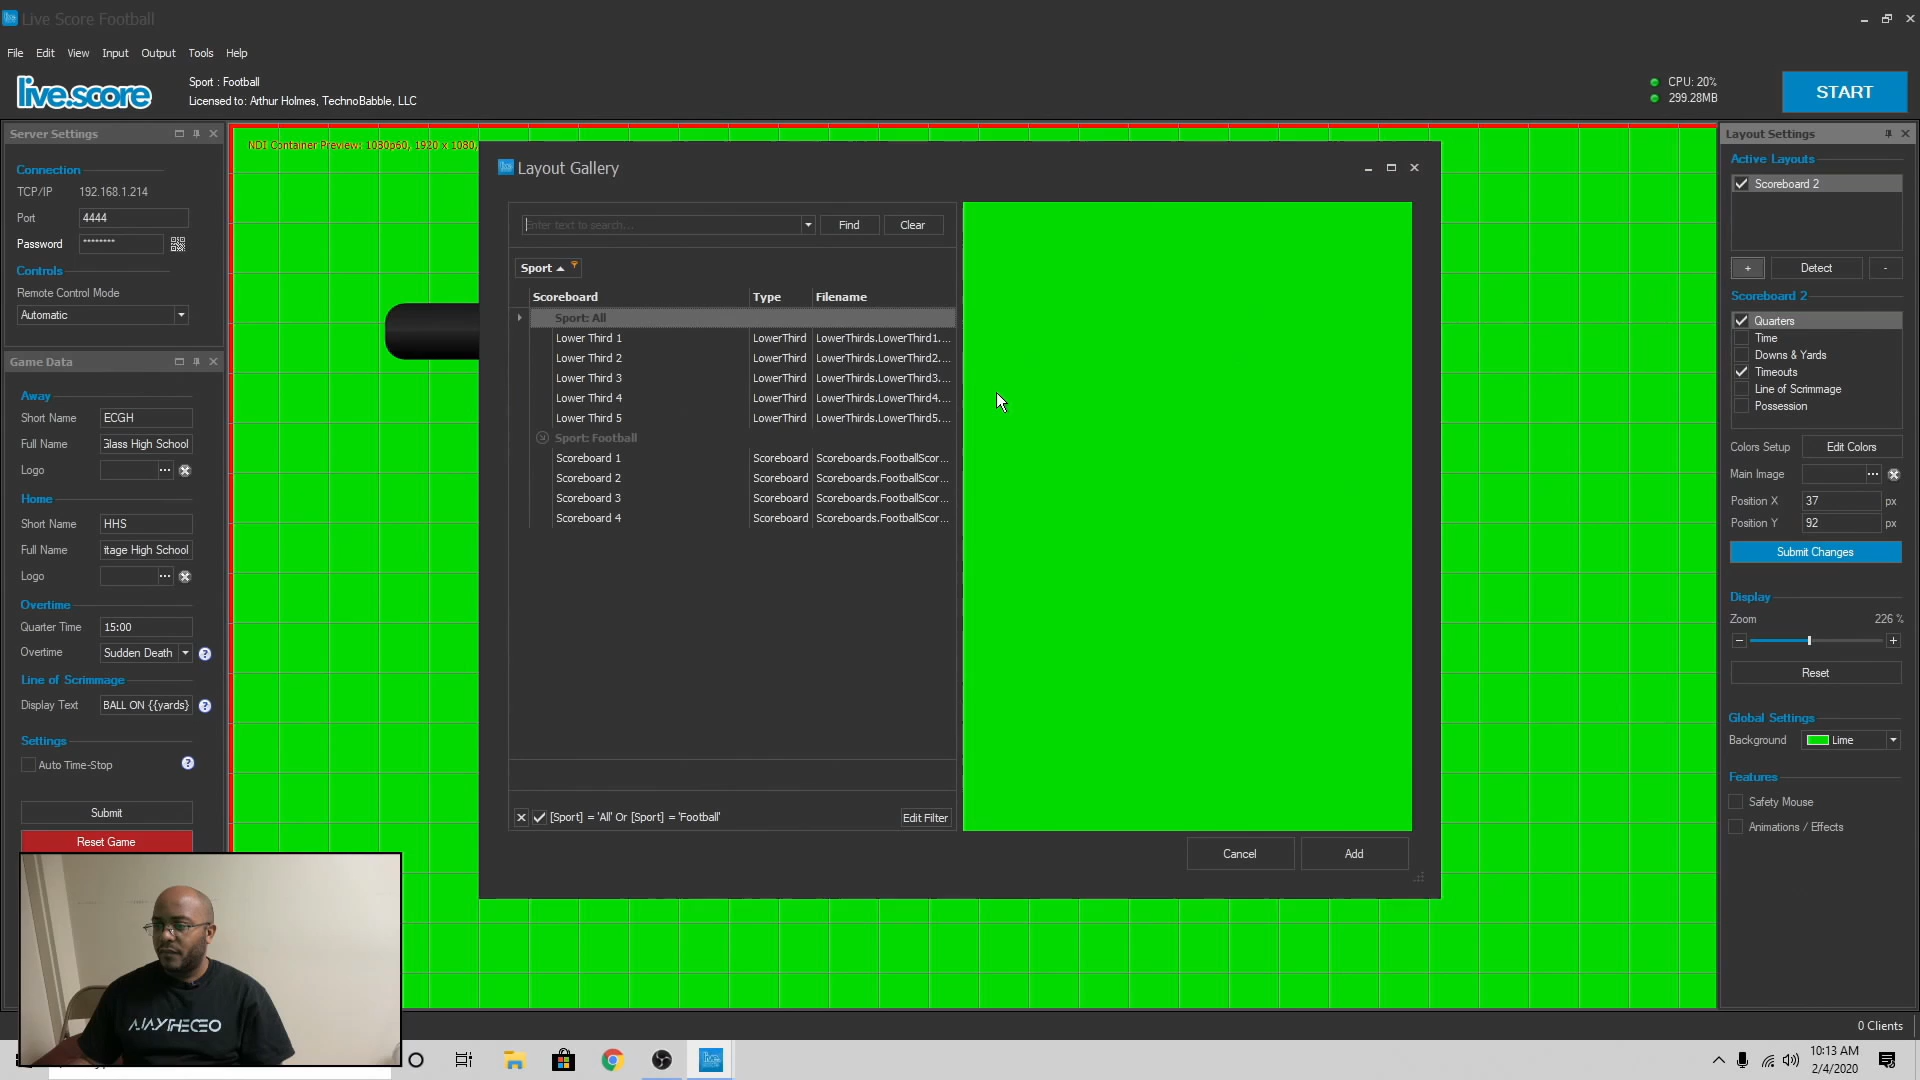 Live Score Football
File Edit View Input Output Tools Help
live.score
Sport : Football
Licensed to: Arthur Holmes, TechnoBabble, LLC
CPU: 20%
299.28MB
START
Server Settings
Connection
TCP/IP 192.168.1.214
Port 4444
Password ********
Controls
Remote Control Mode
Automatic
Game Data
Away
Short Name ECGH
Full Name Glass High School
Logo
Home
Short Name HHS
Full Name itage High School
Logo
Overtime
Quarter Time 15:00
Overtime Sudden Death
Line of Scrimmage
Display Text BALL ON {{yards}
Settings
Auto Time-Stop
Submit
Reset Game
NDI Container Preview: 1080p60, 1920 x 1080,
Layout Gallery
Enter text to search...
Find
Clear
Sport
Scoreboard Type Filename
Sport: All
Lower Third 1 LowerThird LowerThirds.LowerThird1....
Lower Third 2 LowerThird LowerThirds.LowerThird2....
Lower Third 3 LowerThird LowerThirds.LowerThird3....
Lower Third 4 LowerThird LowerThirds.LowerThird4....
Lower Third 5 LowerThird LowerThirds.LowerThird5....
Sport: Football
Scoreboard 1 Scoreboard Scoreboards.FootballScor...
Scoreboard 2 Scoreboard Scoreboards.FootballScor...
Scoreboard 3 Scoreboard Scoreboards.FootballScor...
Scoreboard 4 Scoreboard Scoreboards.FootballScor...
[Sport] = 'All' Or [Sport] = 'Football'
Edit Filter
Cancel
Add
Layout Settings
Active Layouts
Scoreboard 2
+ Detect -
Scoreboard 2
Quarters
Time
Downs & Yards
Timeouts
Line of Scrimmage
Possession
Colors Setup Edit Colors
Main Image
Position X 37 px
Position Y 92 px
Submit Changes
Display
Zoom 226 %
Reset
Global Settings
Background Lime
Features
Safety Mouse
Animations / Effects
0 Clients
AJAYTHECEO
10:13 AM
2/4/2020